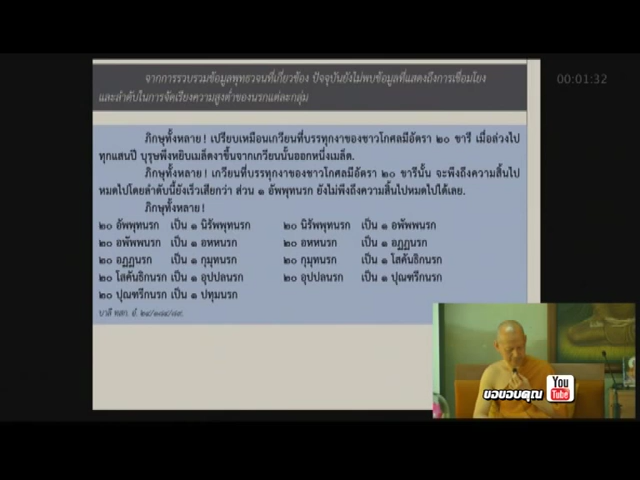 จากการรวบรวมข้อมูลพุทธวจนที่เกี่ยวข้อง ปัจจุบันยังไม่พบข้อมูลที่แสดงถึงการเชื่อมโยง
และลำดับในการจัดเรียงความสูงต่ำของนรกแต่ละกลุ่ม
00:01:32
ภิกษุทั้งหลาย! เปรียบเหมือนเกวียนที่บรรทุกงาของชาวโกศลมีอัตรา ๒๐ ขารี เมื่อล่วงไป
ทุกแสนปี บุรุษพึงหยิบเมล็ดงาขึ้นจากเกวียนนั้นออกหนึ่งเมล็ด.
ภิกษุทั้งหลาย! เกวียนที่บรรทุกงาของชาวโกศลมีอัตรา ๒๐ ขารีนั้น จะพึงถึงความสิ้นไป
หมดไปโดยลำดับนี้ยังเร็วเสียกว่า ส่วน ๑ อัพพุทนรก ยังไม่พึงถึงความสิ้นไปหมดไปได้เลย.
ภิกษุทั้งหลาย!
๒๐ อัพพุทนรก เป็น ๑ นิรัพพุทนรก ๒๐ นิรัพพุทนรก เป็น ๑ อพัพพนรก
๒๐ อพัพพนรก เป็น ๑ อหหนรก ๒๐ อหหนรก เป็น ๑ อฏฏนรก
๒๐ อฏฏนรก เป็น ๑ กุมุทนรก ๒๐ กุมุทนรก เป็น ๑ โสคันธิกนรก
๒๐ โสคันธิกนรก เป็น ๑ อุปปลนรก ๒๐ อุปปลนรก เป็น ๑ ปุณฑรีกนรก
๒๐ ปุณฑรีกนรก เป็น ๑ ปทุมนรก
บาลี ทสก. อํ.
ขอขอบคุณ You Tube